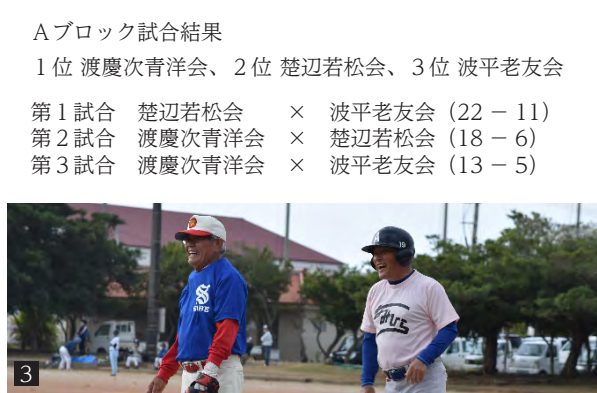 Ａブロック試合結果
１位 渡慶次青洋会、２位 楚辺若松会、３位 波平老友会
第１試合　楚辺若松会　×　波平老友会（22 － 11）
第２試合　渡慶次青洋会　×　楚辺若松会（18 － 6）
第３試合　渡慶次青洋会　×　波平老友会（13 － 5）
19
S
3